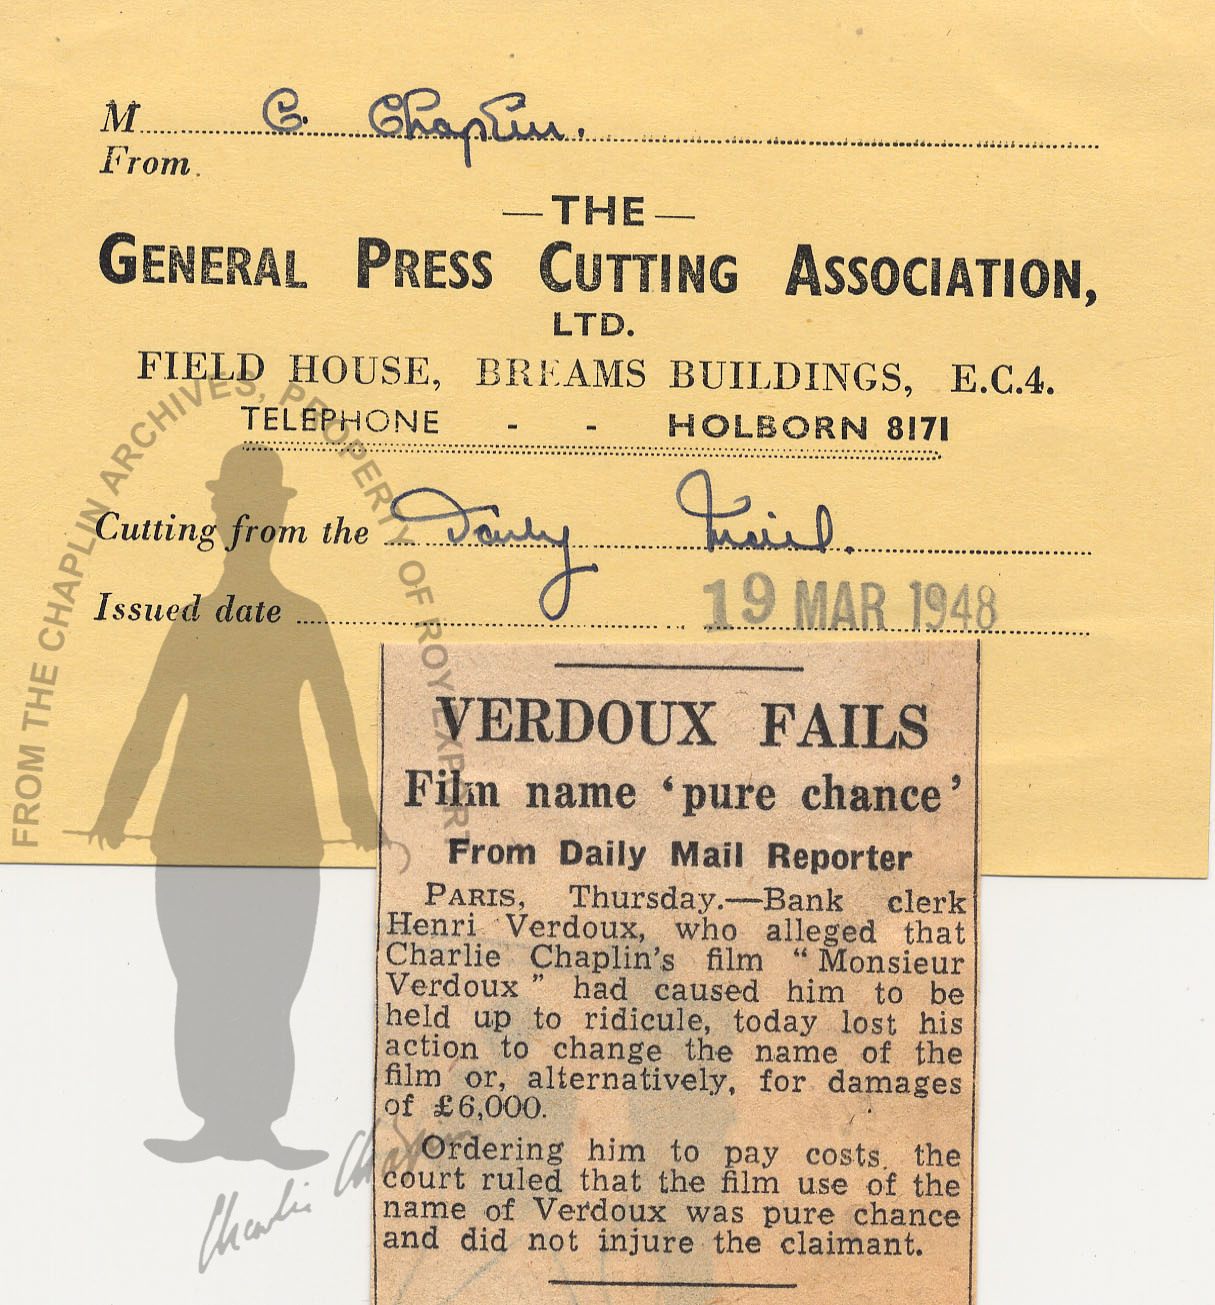 M C. Chaplin.
From.
— THE —
GENERAL PRESS CUTTING ASSOCIATION,
LTD.
FIELD HOUSE, BREAMS BUILDINGS, E.C.4.
TELEPHONE - - HOLBORN 8171
Cutting from the Daily Mail.
Issued date 19 MAR 1948
VERDOUX FAILS
Film name ‘pure chance’
From Daily Mail Reporter
PARIS, Thursday.—Bank clerk
Henri Verdoux, who alleged that
Charlie Chaplin's film “Monsieur
Verdoux” had caused him to be
held up to ridicule, today lost his
action to change the name of the
film or, alternatively, for damages
of £6,000.
Ordering him to pay costs, the
court ruled that the film use of the
name of Verdoux was pure chance
and did not injure the claimant.
FROM THE CHAPLIN ARCHIVES, PROPERTY OF ROY EXPORT
Charlie Chaplin